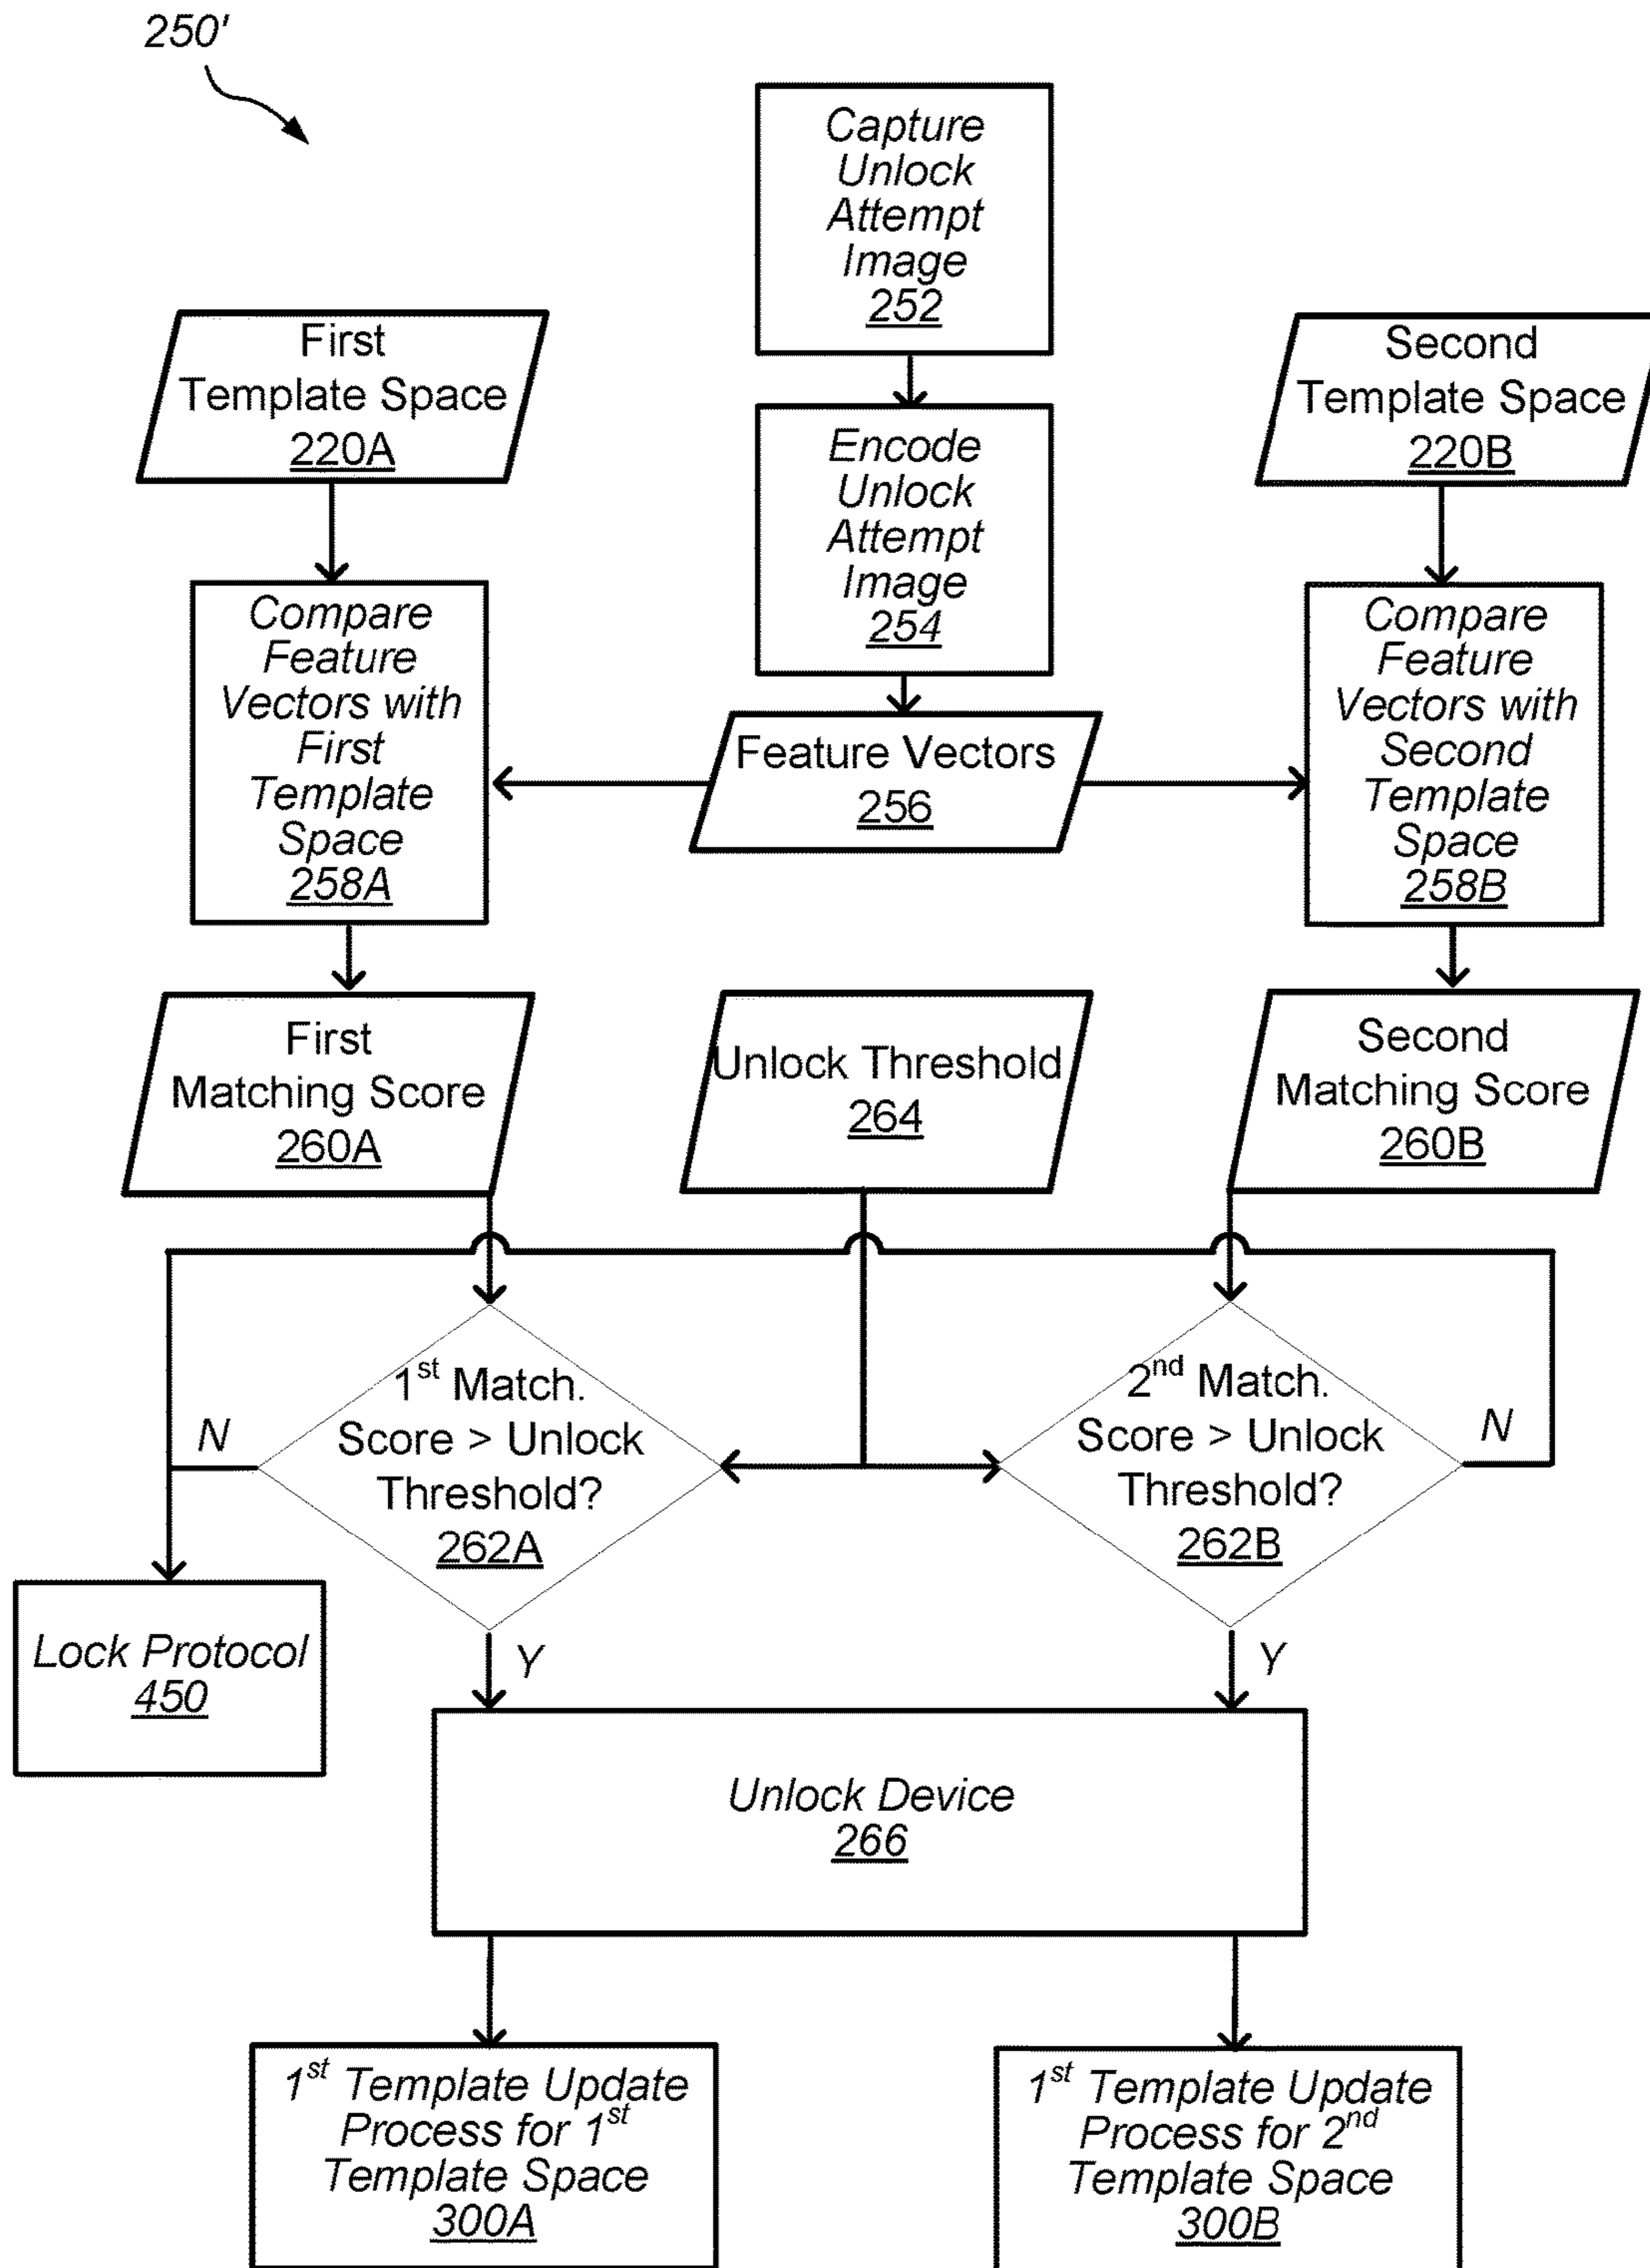 250'
Capture
Unlock
Attempt
Image
252
First
Template Space
220A
Second
Template Space
220B
Encode
Unlock
Attempt
Image
254
Compare
Feature
Vectors with
First
Template
Space
258A
Feature Vectors
256
Compare
Feature
Vectors with
Second
Template
Space
258B
First
Matching Score
260A
Unlock Threshold
264
Second
Matching Score
260B
1st Match.
Score > Unlock
Threshold?
262A
N
2nd Match.
Score > Unlock
Threshold?
262B
N
Lock Protocol
450
Y
Y
Unlock Device
266
1st Template Update
Process for 1st
Template Space
300A
1st Template Update
Process for 2nd
Template Space
300B